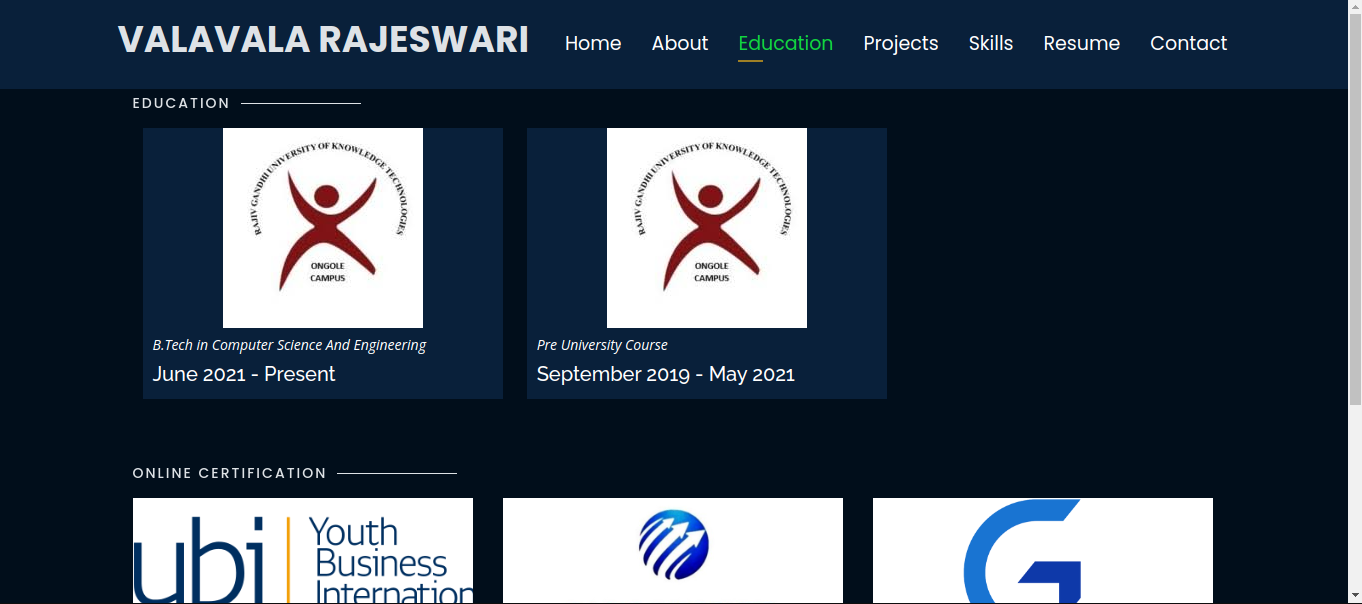 VALAVALA RAJESWARI
Home About Education Projects Skills Resume Contact
EDUCATION
RAJIV GANDHI UNIVERSITY OF KNOWLEDGE TECHNOLOGIES
ONGOLE
CAMPUS
B.Tech in Computer Science And Engineering
June 2021 - Present
RAJIV GANDHI UNIVERSITY OF KNOWLEDGE TECHNOLOGIES
ONGOLE
CAMPUS
Pre University Course
September 2019 - May 2021
ONLINE CERTIFICATION
ybi
Youth
Business
Internation
G